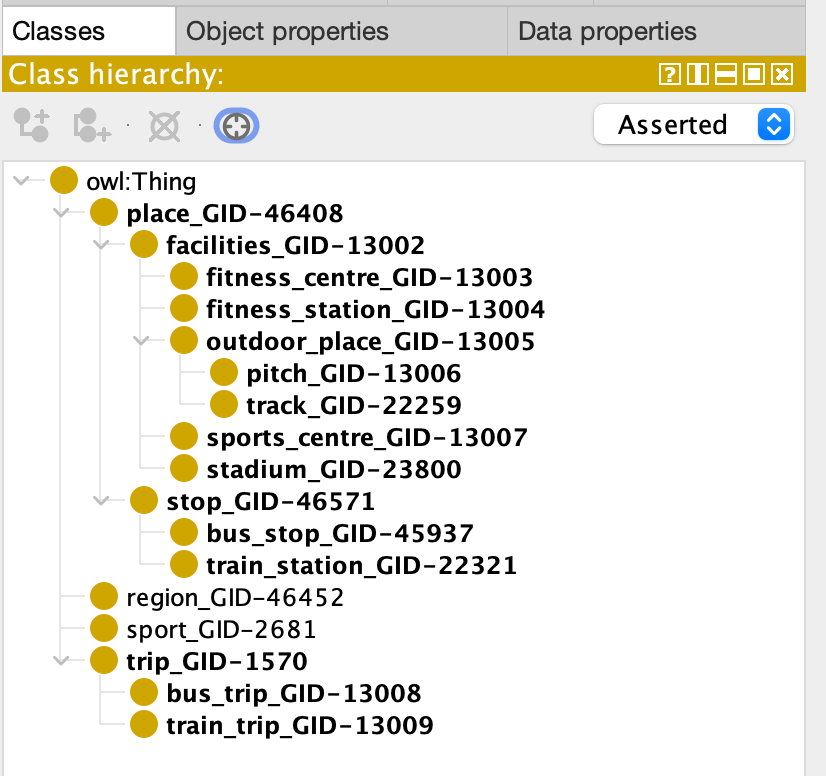 Classes Object properties Data properties
Class hierarchy:
Asserted
owl:Thing
place_GID-46408
facilities_GID-13002
fitness_centre_GID-13003
fitness_station_GID-13004
outdoor_place_GID-13005
pitch_GID-13006
track_GID-22259
sports_centre_GID-13007
stadium_GID-23800
stop_GID-46571
bus_stop_GID-45937
train_station_GID-22321
region_GID-46452
sport_GID-2681
trip_GID-1570
bus_trip_GID-13008
train_trip_GID-13009